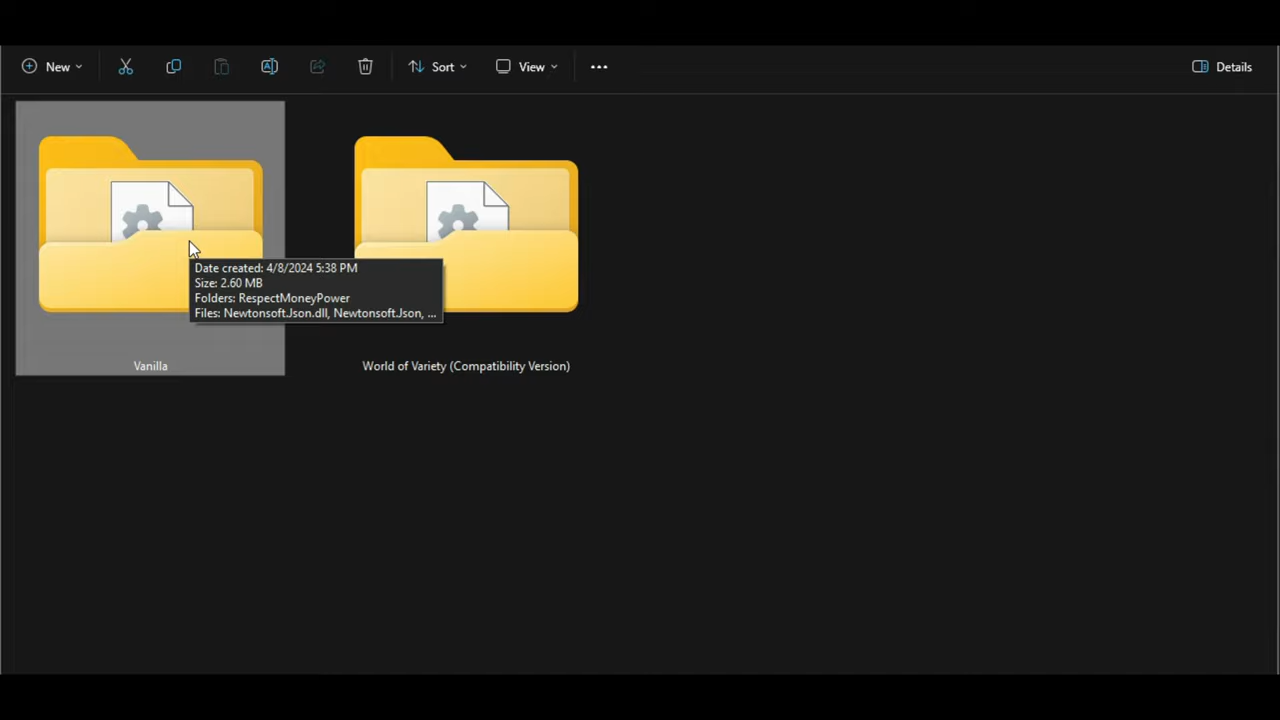 New
Sort
View
Details
Date created: 4/8/2024 5:38 PM
Size: 2.60 MB
Folders: RespectMoneyPower
Files: Newtonsoft.Json.dll, Newtonsoft.Json, ...
Vanilla
World of Variety (Compatibility Version)